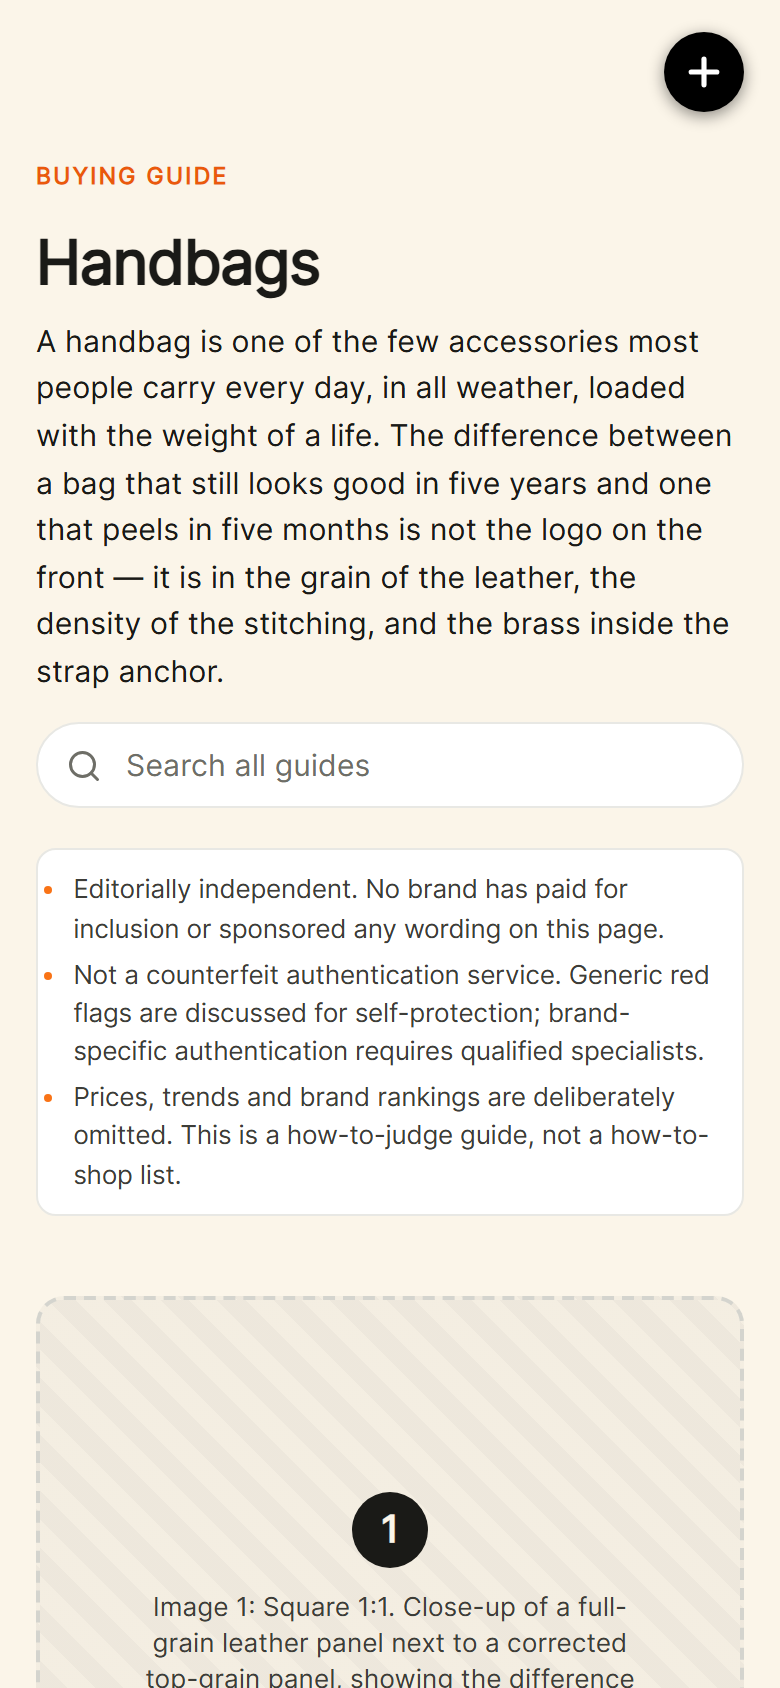 BUYING GUIDE
Handbags
A handbag is one of the few accessories most
people carry every day, in all weather, loaded
with the weight of a life. The difference between
a bag that still looks good in five years and one
that peels in five months is not the logo on the
front — it is in the grain of the leather, the
density of the stitching, and the brass inside the
strap anchor.
Search all guides
• Editorially independent. No brand has paid for
inclusion or sponsored any wording on this page.
• Not a counterfeit authentication service. Generic red
flags are discussed for self-protection; brand-
specific authentication requires qualified specialists.
• Prices, trends and brand rankings are deliberately
omitted. This is a how-to-judge guide, not a how-to-
shop list.
1
Image 1: Square 1:1. Close-up of a full-
grain leather panel next to a corrected
top-grain panel, showing the difference